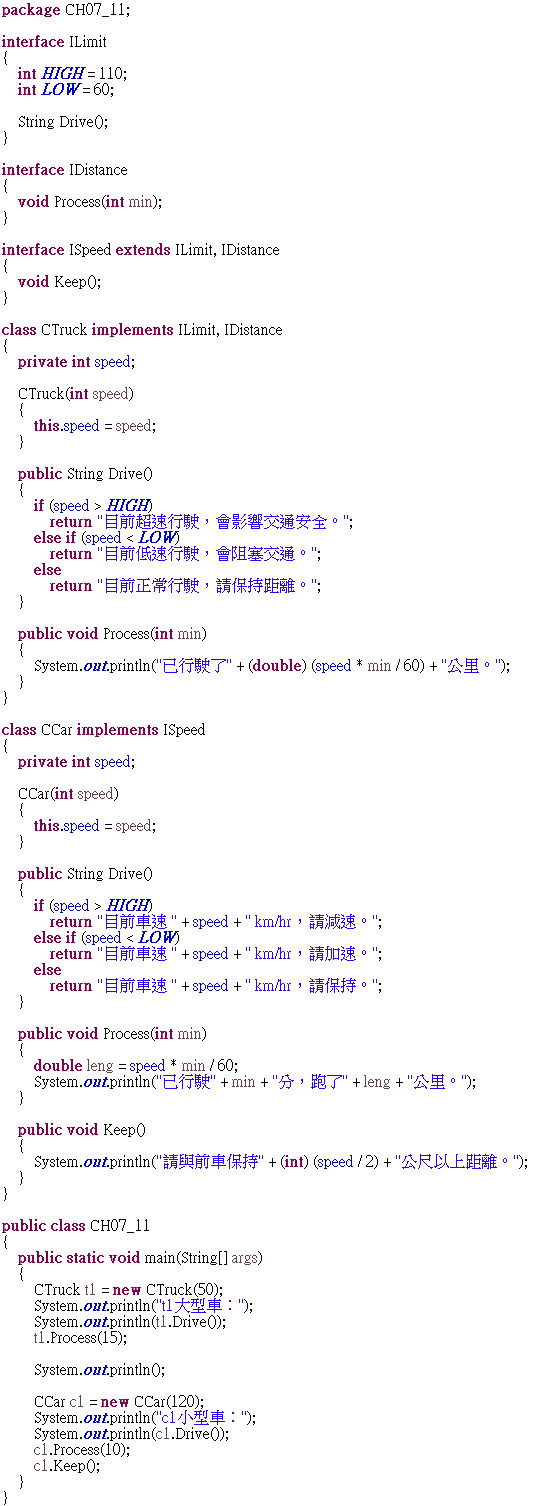 package CH07_11;
interface ILimit
{
int HIGH = 110;
int LOW = 60;
String Drive();
}
interface IDistance
{
void Process(int min);
}
interface ISpeed extends ILimit, IDistance
{
void Keep();
}
class CTruck implements ILimit, IDistance
{
private int speed;
CTruck(int speed)
{
this.speed = speed;
}
public String Drive()
{
if (speed > HIGH)
return "目前超速行駛，會影響交通安全。";
else if (speed < LOW)
return "目前低速行駛，會阻塞交通。";
else
return "目前正常行駛，請保持距離。";
}
public void Process(int min)
{
System.out.println("已行駛了" + (double) (speed * min / 60) + "公里。");
}
}
class CCar implements ISpeed
{
private int speed;
CCar(int speed)
{
this.speed = speed;
}
public String Drive()
{
if (speed > HIGH)
return "目前車速 " + speed + " km/hr，請減速。";
else if (speed < LOW)
return "目前車速 " + speed + " km/hr，請加速。";
else
return "目前車速 " + speed + " km/hr，請保持。";
}
public void Process(int min)
{
double leng = speed * min / 60;
System.out.println("已行駛" + min + "分，跑了" + leng + "公里。");
}
public void Keep()
{
System.out.println("請與前車保持" + (int) (speed / 2) + "公尺以上距離。");
}
}
public class CH07_11
{
public static void main(String[] args)
{
CTruck t1 = new CTruck(50);
System.out.println("t1大型車：");
System.out.println(t1.Drive());
t1.Process(15);
System.out.println();
CCar c1 = new CCar(120);
System.out.println("c1小型車：");
System.out.println(c1.Drive());
c1.Process(10);
c1.Keep();
}
}